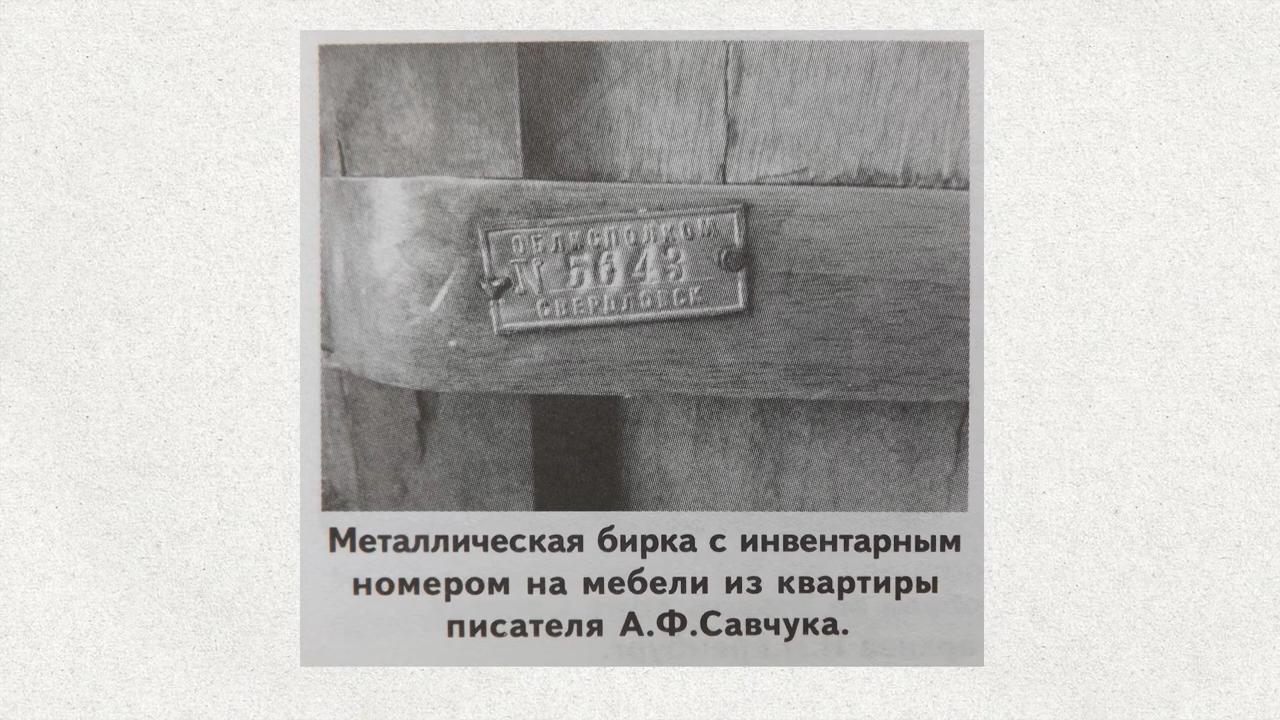 ОБЛИСПОЛКОМ
N 5643
СВЕРДЛОВСК
Металлическая бирка с инвентарным
номером на мебели из квартиры
писателя А.Ф.Савчука.